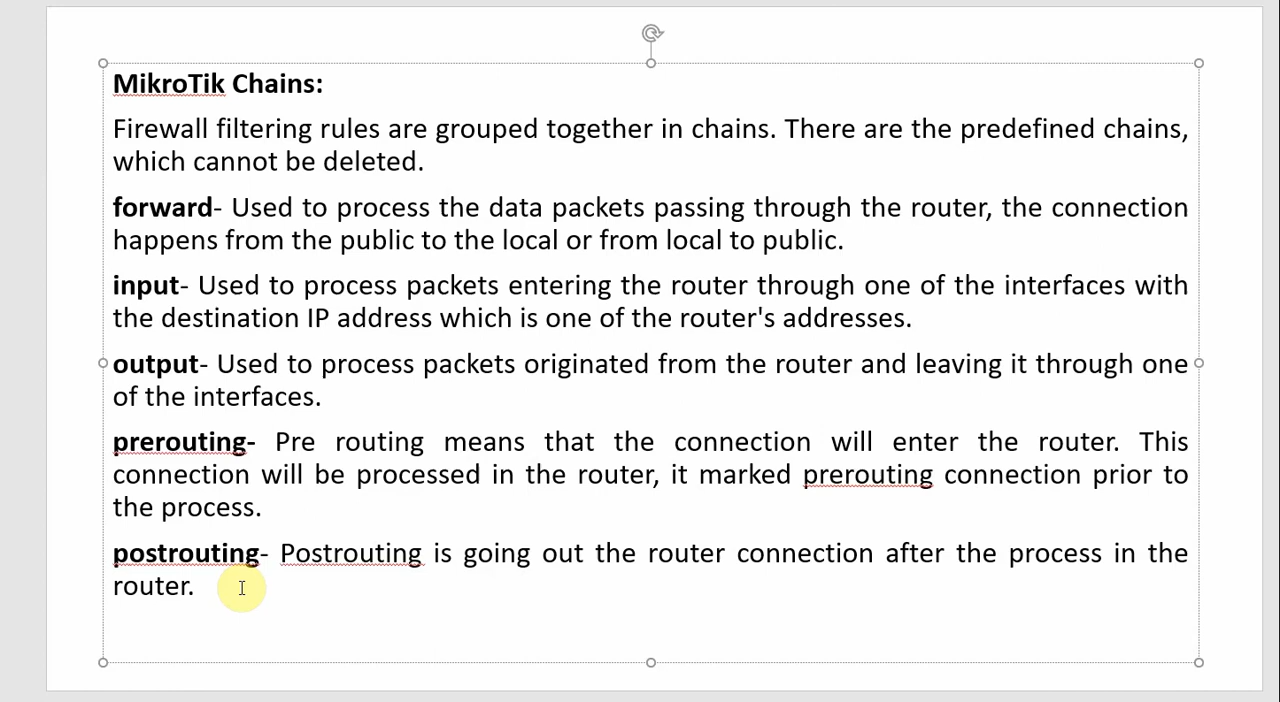 MikroTik Chains:
Firewall filtering rules are grouped together in chains. There are the predefined chains,
which cannot be deleted.
forward- Used to process the data packets passing through the router, the connection
happens from the public to the local or from local to public.
input- Used to process packets entering the router through one of the interfaces with
the destination IP address which is one of the router's addresses.
output- Used to process packets originated from the router and leaving it through one
of the interfaces.
prerouting- Pre routing means that the connection will enter the router. This
connection will be processed in the router, it marked prerouting connection prior to
the process.
postrouting- Postrouting is going out the router connection after the process in the
router.